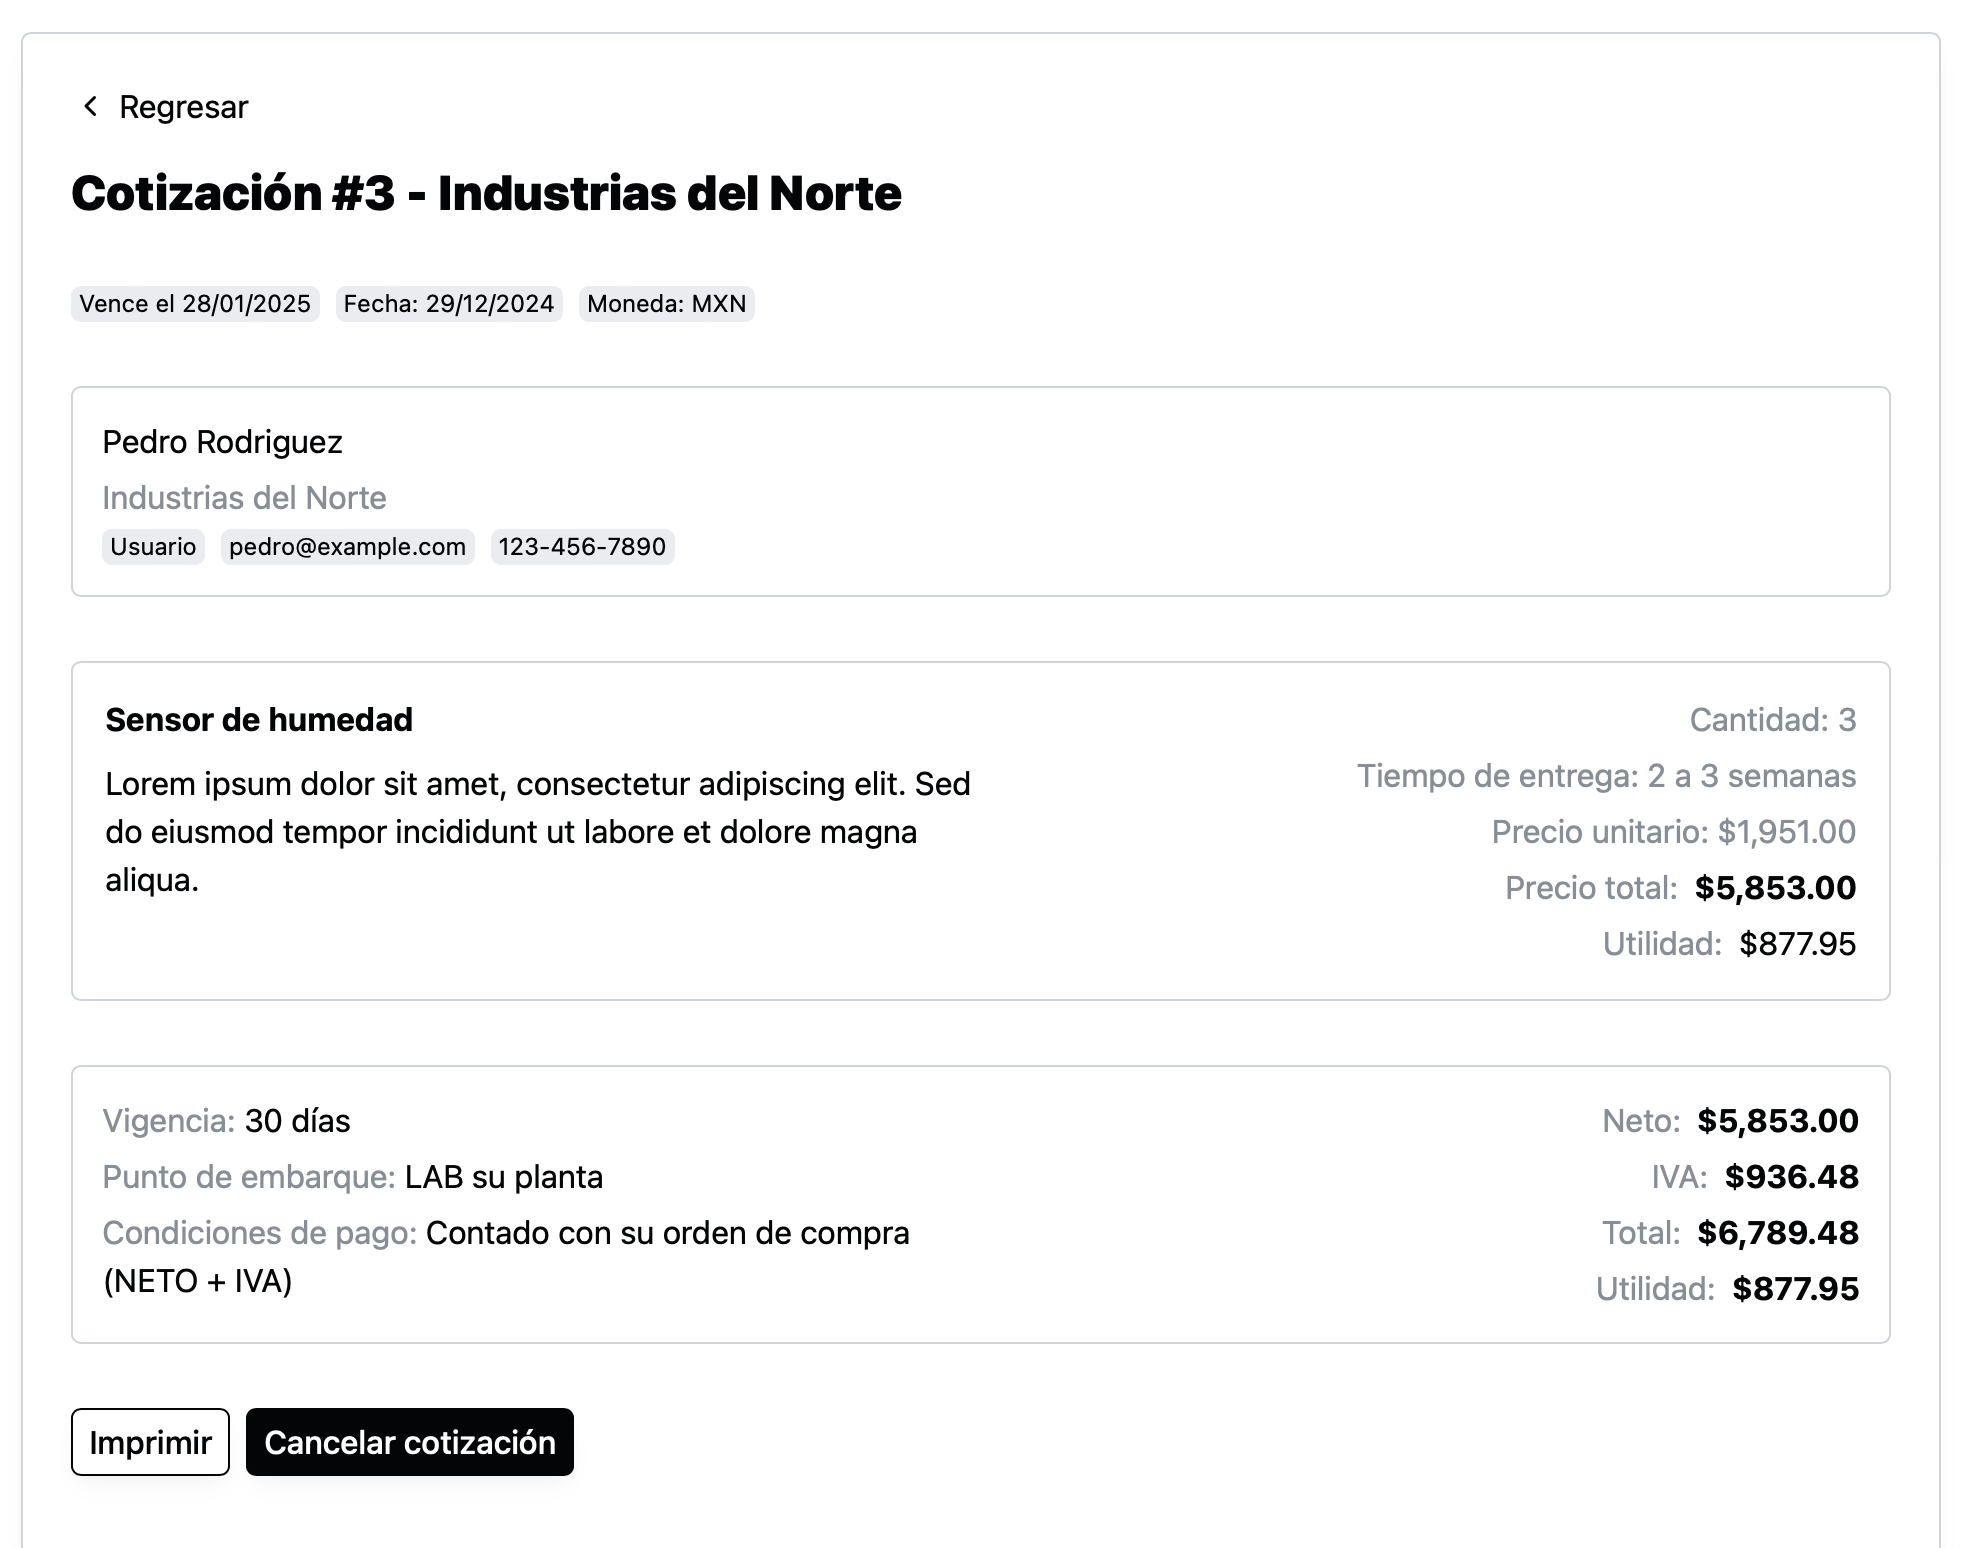 Regresar
Cotización #3 - Industrias del Norte
Vence el 28/01/2025 Fecha: 29/12/2024 Moneda: MXN
Pedro Rodriguez
Industrias del Norte
Usuario pedro@example.com 123-456-7890
Sensor de humedad
Lorem ipsum dolor sit amet, consectetur adipiscing elit. Sed
do eiusmod tempor incididunt ut labore et dolore magna
aliqua.
Cantidad: 3
Tiempo de entrega: 2 a 3 semanas
Precio unitario: $1,951.00
Precio total: $5,853.00
Utilidad: $877.95
Vigencia: 30 días
Punto de embarque: LAB su planta
Condiciones de pago: Contado con su orden de compra
(NETO + IVA)
Neto: $5,853.00
IVA: $936.48
Total: $6,789.48
Utilidad: $877.95
Imprimir Cancelar cotización